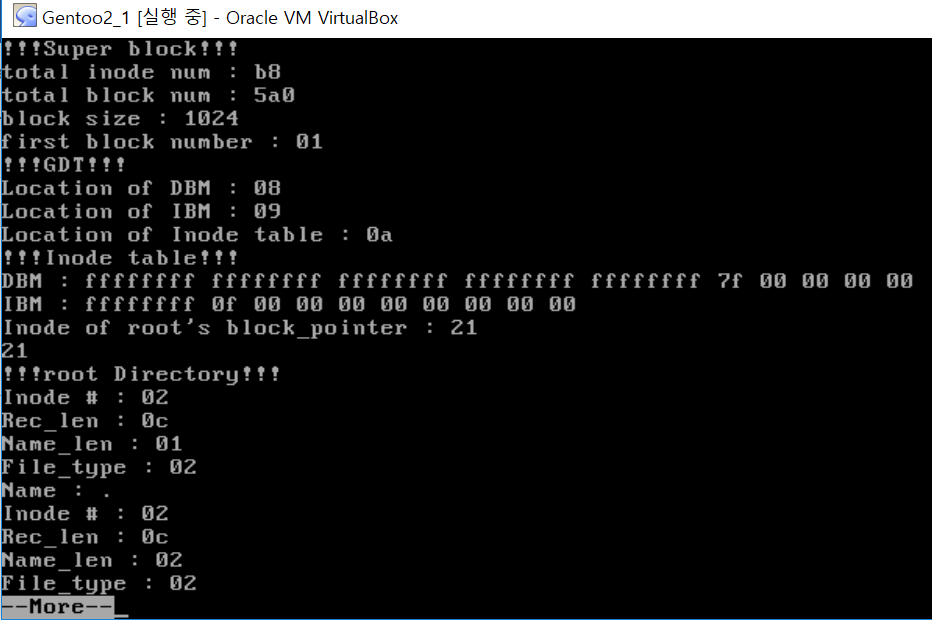 Gentoo2_1 [실행 중] - Oracle VM VirtualBox
!!!Super block!!!
total inode num : b8
total block num : 5a0
block size : 1024
first block number : 01
!!!GDT!!!
Location of DBM : 08
Location of IBM : 09
Location of Inode table : 0a
!!!Inode table!!!
DBM : ffffffff ffffffff ffffffff ffffffff ffffffff 7f 00 00 00 00
IBM : ffffffff 0f 00 00 00 00 00 00 00 00
Inode of root's block_pointer : 21
21
!!!root Directory!!!
Inode # : 02
Rec_len : 0c
Name_len : 01
File_type : 02
Name : .
Inode # : 02
Rec_len : 0c
Name_len : 02
File_type : 02
--More--_